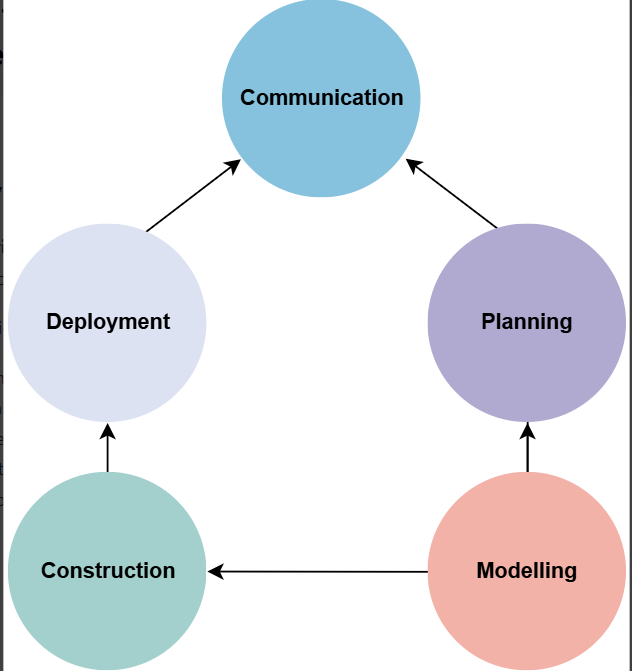 Communication
Deployment
Planning
Construction
Modelling